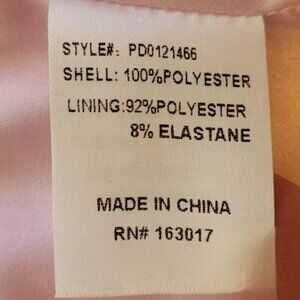 STYLE#: PD0121466
SHELL: 100%POLYESTER
LINING:92%POLYESTER
8% ELASTANE
MADE IN CHINA
RN# 163017